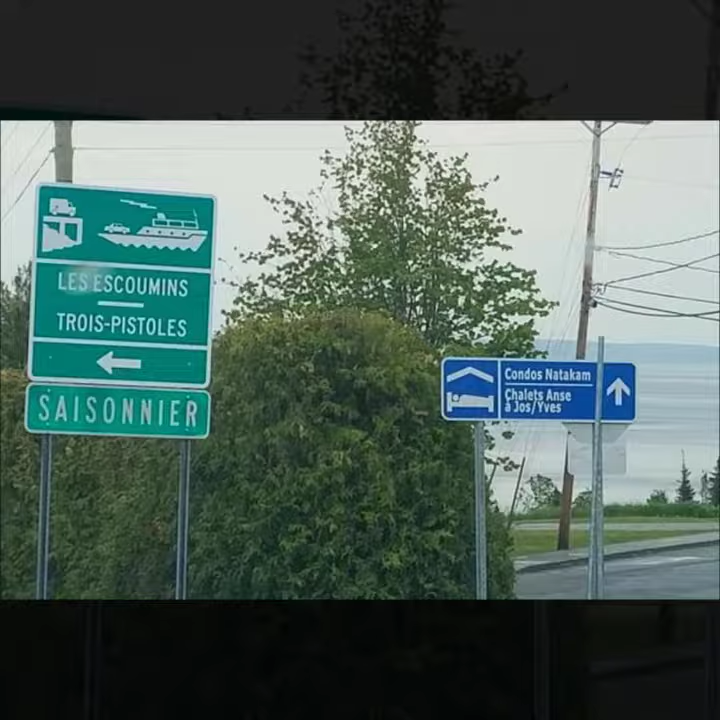 LES ESCOUMINS
—
TROIS-PISTOLES
SAISONNIER
Condos Natakam
Chalets Anse
à Jos/Yves